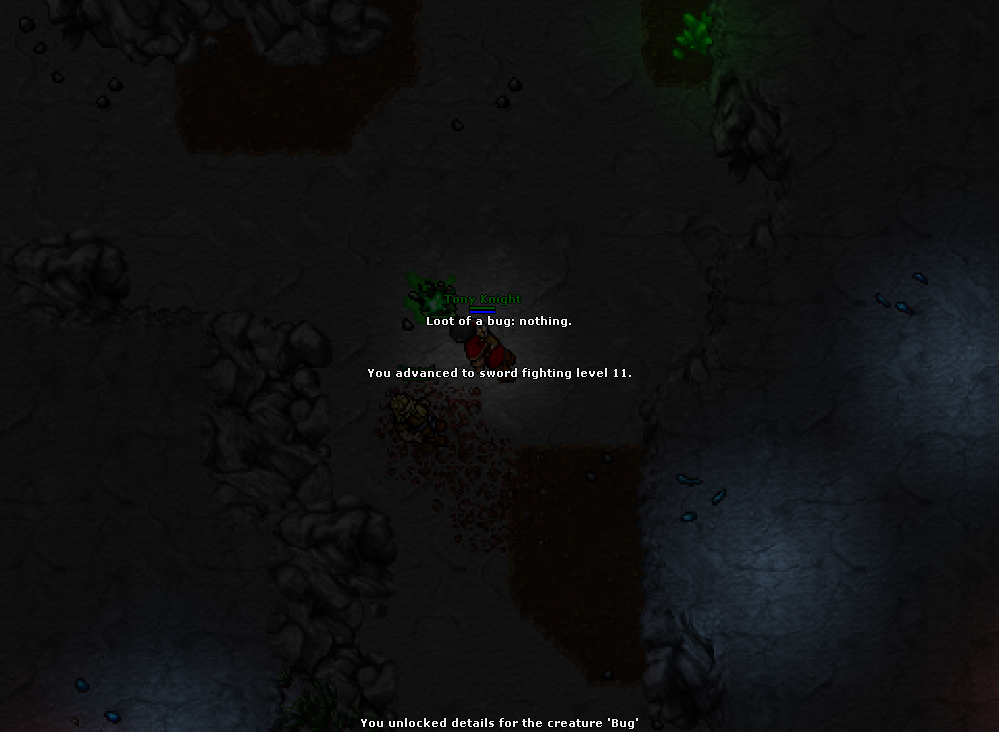 Tony Knight
Loot of a bug: nothing.
You advanced to sword fighting level 11.
You unlocked details for the creature 'Bug'